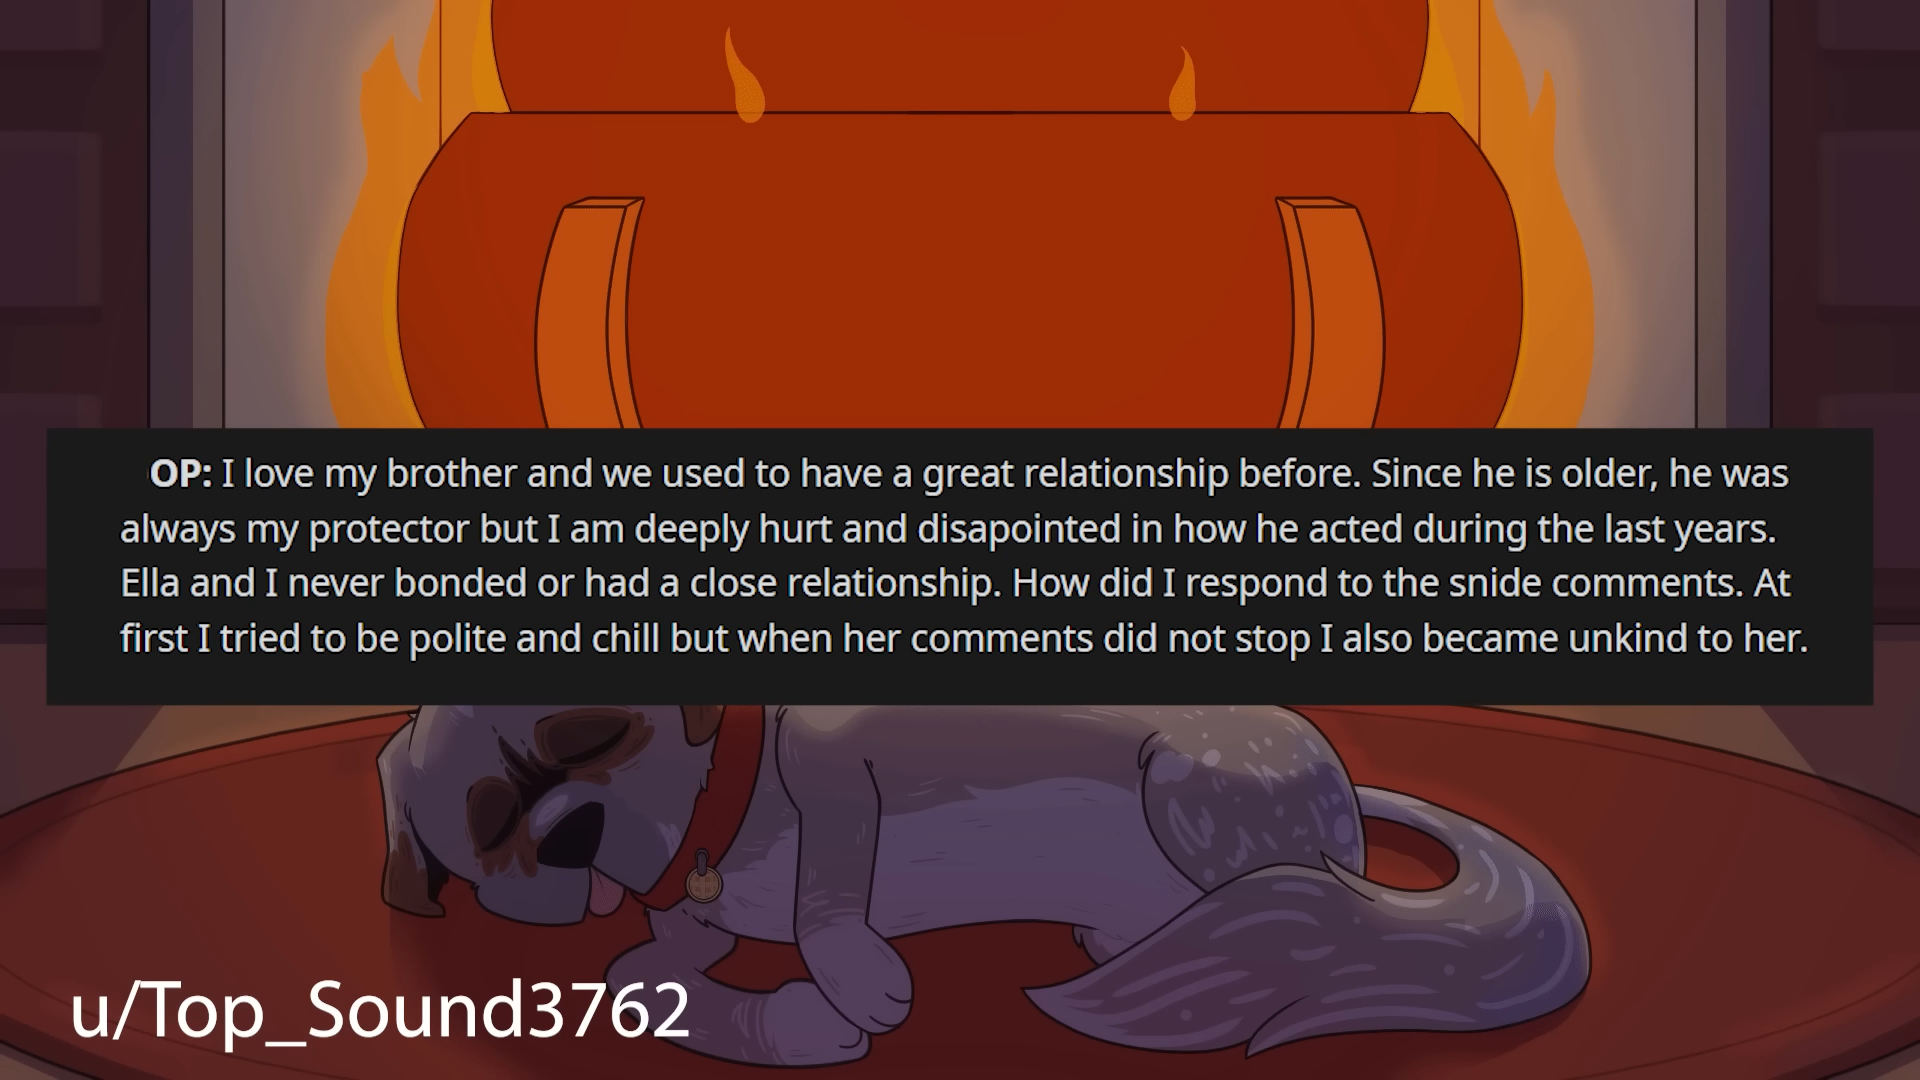 OP: I love my brother and we used to have a great relationship before. Since he is older, he was
always my protector but I am deeply hurt and disapointed in how he acted during the last years.
Ella and I never bonded or had a close relationship. How did I respond to the snide comments. At
first I tried to be polite and chill but when her comments did not stop I also became unkind to her.
u/Top_Sound3762